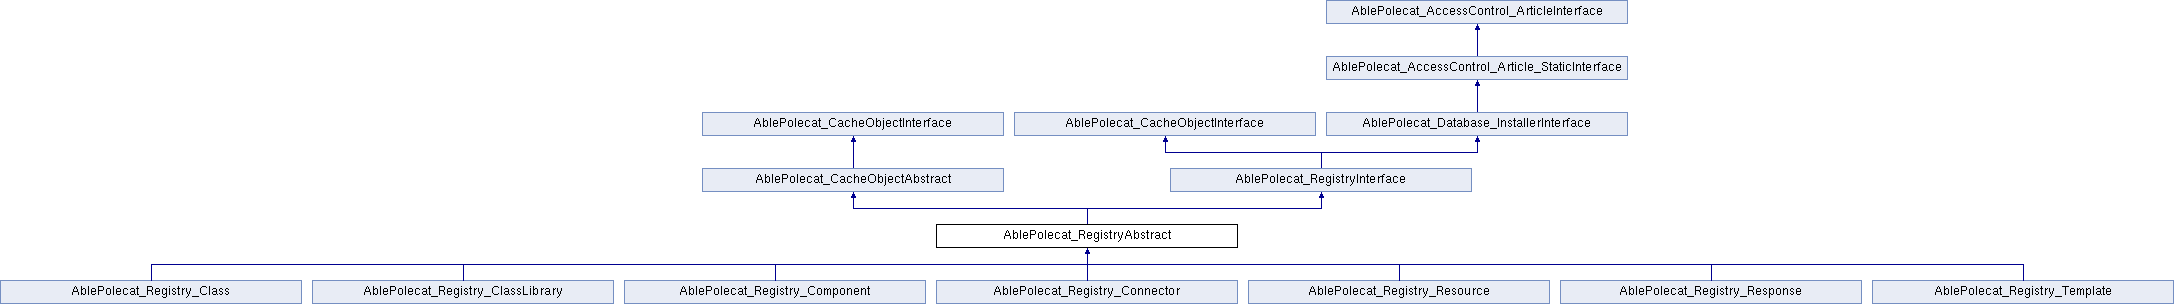 AblePolecat_AccessControl_ArticleInterface
AblePolecat_AccessControl_Article_StaticInterface
AblePolecat_CacheObjectInterface
AblePolecat_CacheObjectInterface
AblePolecat_Database_InstallerInterface
AblePolecat_CacheObjectAbstract
AblePolecat_RegistryInterface
AblePolecat_RegistryAbstract
AblePolecat_Registry_Class
AblePolecat_Registry_ClassLibrary
AblePolecat_Registry_Component
AblePolecat_Registry_Connector
AblePolecat_Registry_Resource
AblePolecat_Registry_Response
AblePolecat_Registry_Template